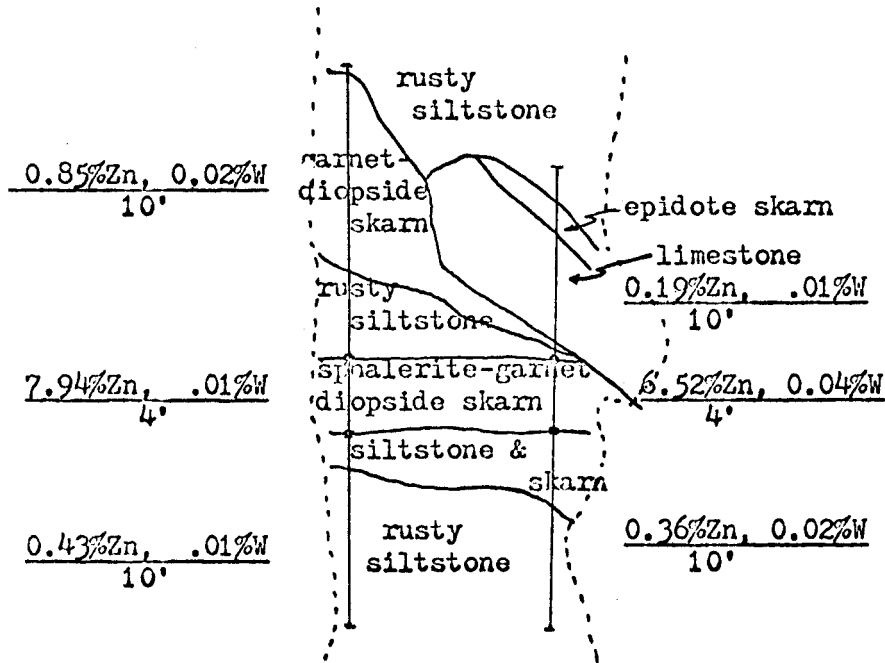 rusty
siltstone
0.85%Zn, 0.02%W
10'
garnet-
diopside
skarn
epidote skarn
limestone
0.19%Zn, .01%W
10'
rusty
siltstone
7.94%Zn, .01%W
4'
sphalerite-garnet
diopside skarn
6.52%Zn, 0.04%W
4'
siltstone &
skarn
0.43%Zn, .01%W
10'
rusty
siltstone
0.36%Zn, 0.02%W
10'